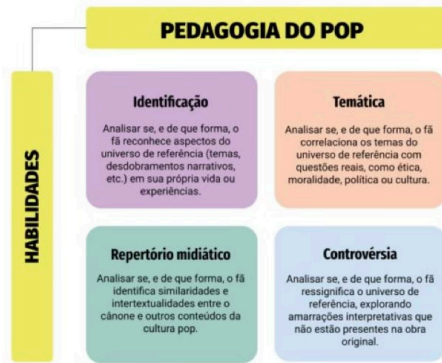 PEDAGOGIA DO POP
HABILIDADES
Identificação
Analisar se, e de que forma, o
fã reconhece aspectos do
universo de referência (temas,
desdobramentos narrativos,
etc.) em sua própria vida ou
experiências.
Temática
Analisar se, e de que forma, o fã
correlaciona os temas do
universo de referência com
questões reais, como ética,
moralidade, política ou cultura.
Repertório midiático
Analisar se, e de que forma, o fã
identifica similaridades e
intertextualidades entre o
cânone e outros conteúdos da
cultura pop.
Controvérsia
Analisar se, e de que forma, o fã
ressignifica o universo de
referência, explorando
amarrações interpretativas que
não estão presentes na obra
original.